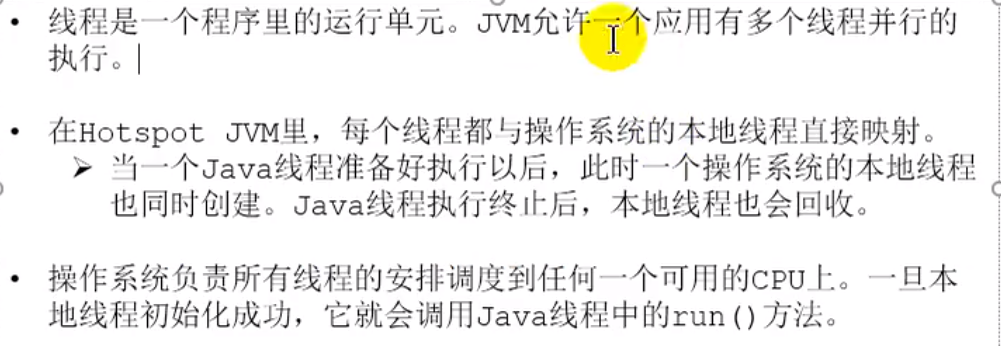 • 线程是一个程序里的运行单元。JVM允许一个应用有多个线程并行的
执行。
• 在Hotspot JVM里，每个线程都与操作系统的本地线程直接映射。
➢ 当一个Java线程准备好执行以后，此时一个操作系统的本地线程
也同时创建。Java线程执行终止后，本地线程也会回收。
• 操作系统负责所有线程的安排调度到任何一个可用的CPU上。一旦本
地线程初始化成功，它就会调用Java线程中的run()方法。